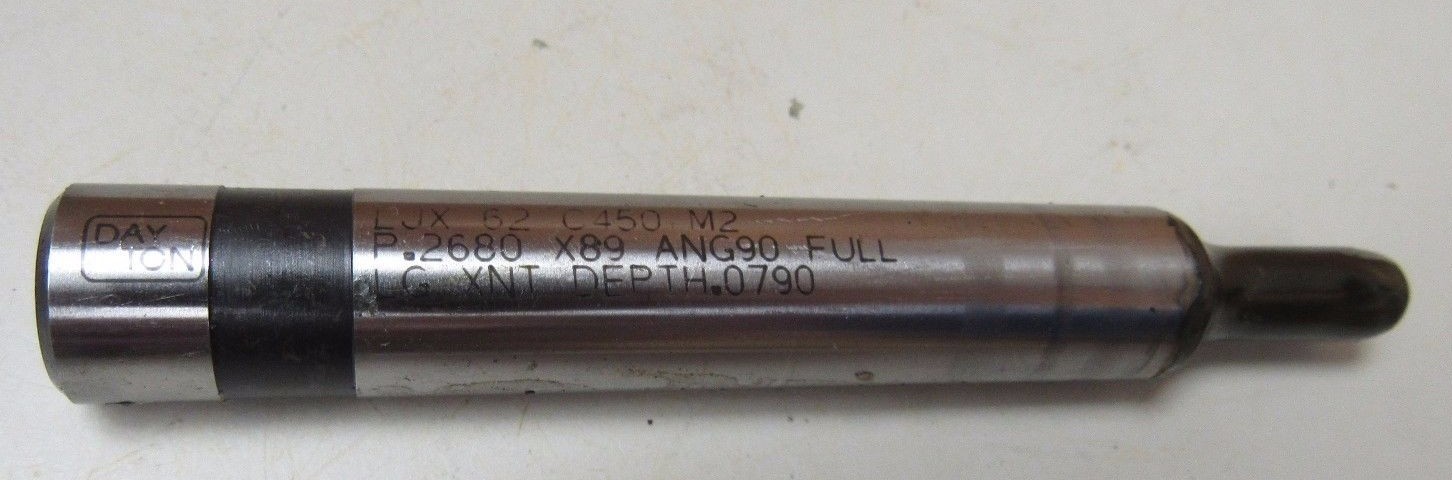 DAY
TON
LJX 62 C450 M2
P.2680 X89 ANG90 FULL
LG XNT DEPTH.0790